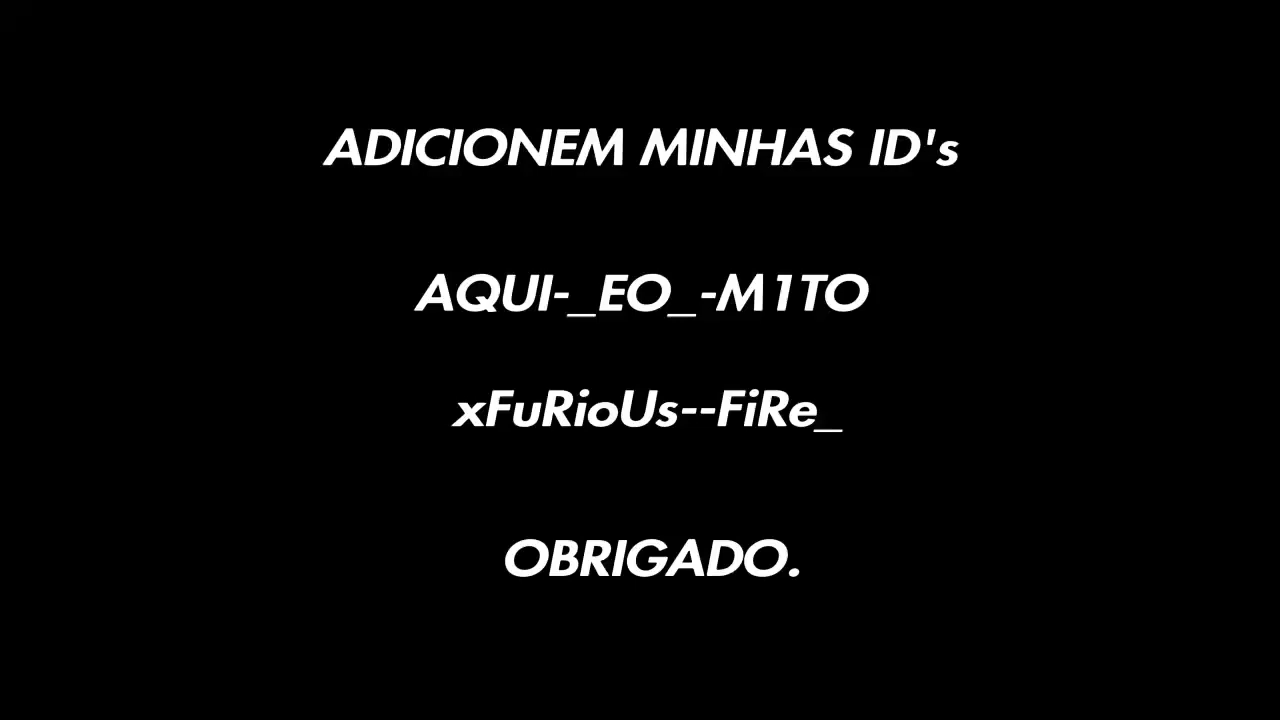 ADICIONEM MINHAS ID's
AQUI-_EO_-M1TO
xFuRioUs--FiRe_
OBRIGADO.